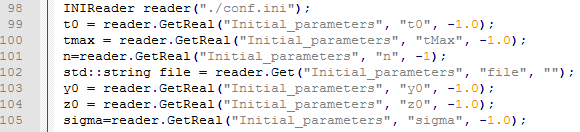 98 INIReader reader("./conf.ini");
99 t0 = reader.GetReal("Initial_parameters", "t0", -1.0);
100 tmax = reader.GetReal("Initial_parameters", "tMax", -1.0);
101 n=reader.GetReal("Initial_parameters", "n", -1);
102 std::string file = reader.Get("Initial_parameters", "file", "");
103 y0 = reader.GetReal("Initial_parameters", "y0", -1.0);
104 z0 = reader.GetReal("Initial_parameters", "z0", -1.0);
105 sigma=reader.GetReal("Initial_parameters", "sigma", -1.0);